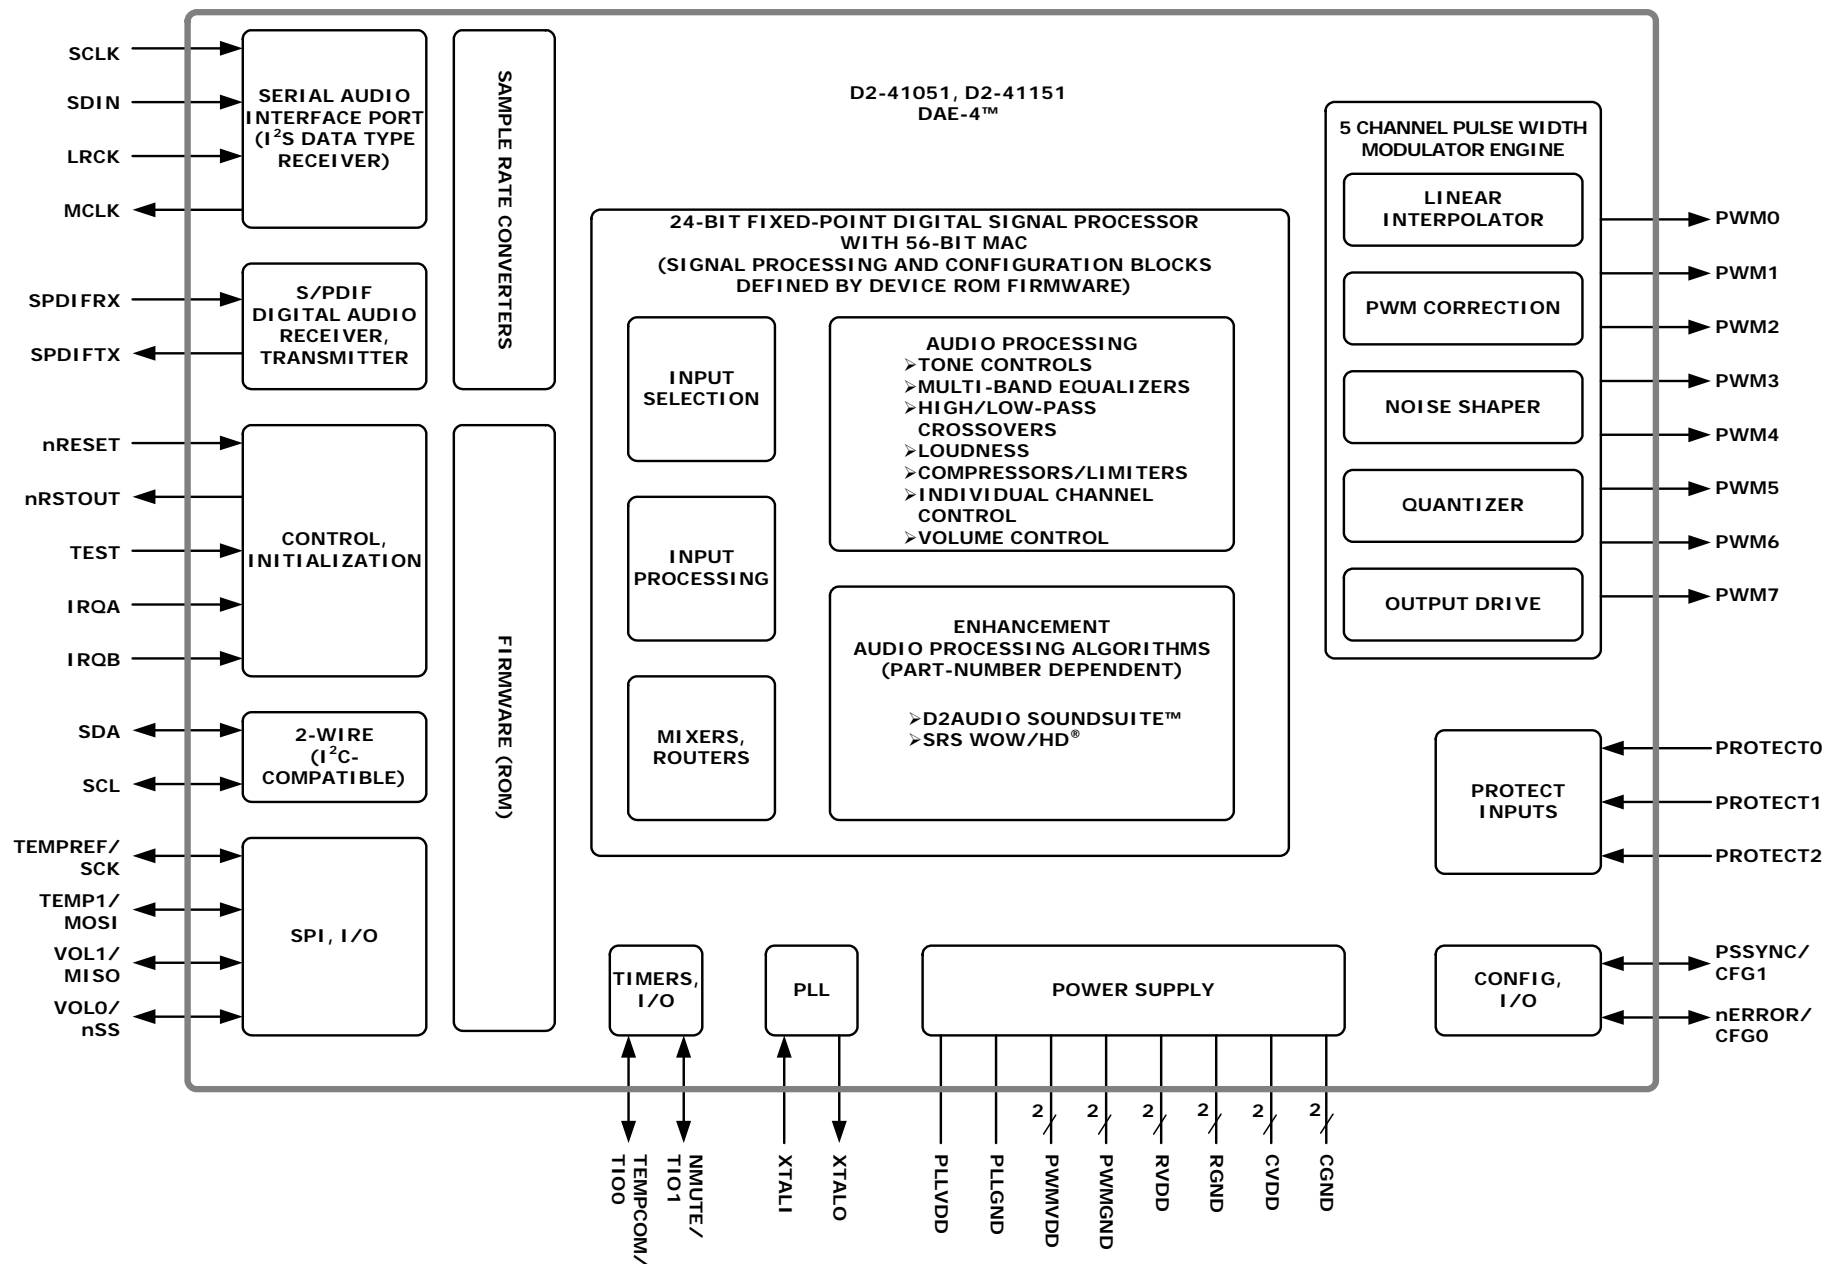 D2-41051, D2-41151
DAE-4™
SCLK
SDIN
LRCK
MCLK
SERIAL AUDIO
INTERFACE PORT
(I²S DATA TYPE
RECEIVER)
SPDIFRX
SPDIFTX
S/PDIF
DIGITAL AUDIO
RECEIVER,
TRANSMITTER
SAMPLE RATE CONVERTERS
nRESET
nRSTOUT
TEST
IRQA
IRQB
CONTROL,
INITIALIZATION
SDA
SCL
2-WIRE
(I²C-
COMPATIBLE)
TEMPREF/
SCK
TEMP1/
MOSI
VOL1/
MISO
VOL0/
nSS
SPI, I/O
FIRMWARE (ROM)
24-BIT FIXED-POINT DIGITAL SIGNAL PROCESSOR
WITH 56-BIT MAC
(SIGNAL PROCESSING AND CONFIGURATION BLOCKS
DEFINED BY DEVICE ROM FIRMWARE)
INPUT
SELECTION
INPUT
PROCESSING
MIXERS,
ROUTERS
AUDIO PROCESSING
➢TONE CONTROLS
➢MULTI-BAND EQUALIZERS
➢HIGH/LOW-PASS
CROSSOVERS
➢LOUDNESS
➢COMPRESSORS/LIMITERS
➢INDIVIDUAL CHANNEL
CONTROL
➢VOLUME CONTROL
ENHANCEMENT
AUDIO PROCESSING ALGORITHMS
(PART-NUMBER DEPENDENT)
➢D2AUDIO SOUNDSUITE™
➢SRS WOW/HD®
5 CHANNEL PULSE WIDTH
MODULATOR ENGINE
LINEAR
INTERPOLATOR
PWM CORRECTION
NOISE SHAPER
QUANTIZER
OUTPUT DRIVE
PWM0
PWM1
PWM2
PWM3
PWM4
PWM5
PWM6
PWM7
PROTECT
INPUTS
PROTECT0
PROTECT1
PROTECT2
CONFIG,
I/O
PSSYNC/
CFG1
nERROR/
CFG0
TIMERS,
I/O
PLL
POWER SUPPLY
2
2
2
2
2
2
TEMPCOM/
TIO0
NMUTE/
TIO1
XTALI
XTALO
PLLVDD
PLLGND
PWMVDD
PWMGND
RVDD
RGND
CVDD
CGND